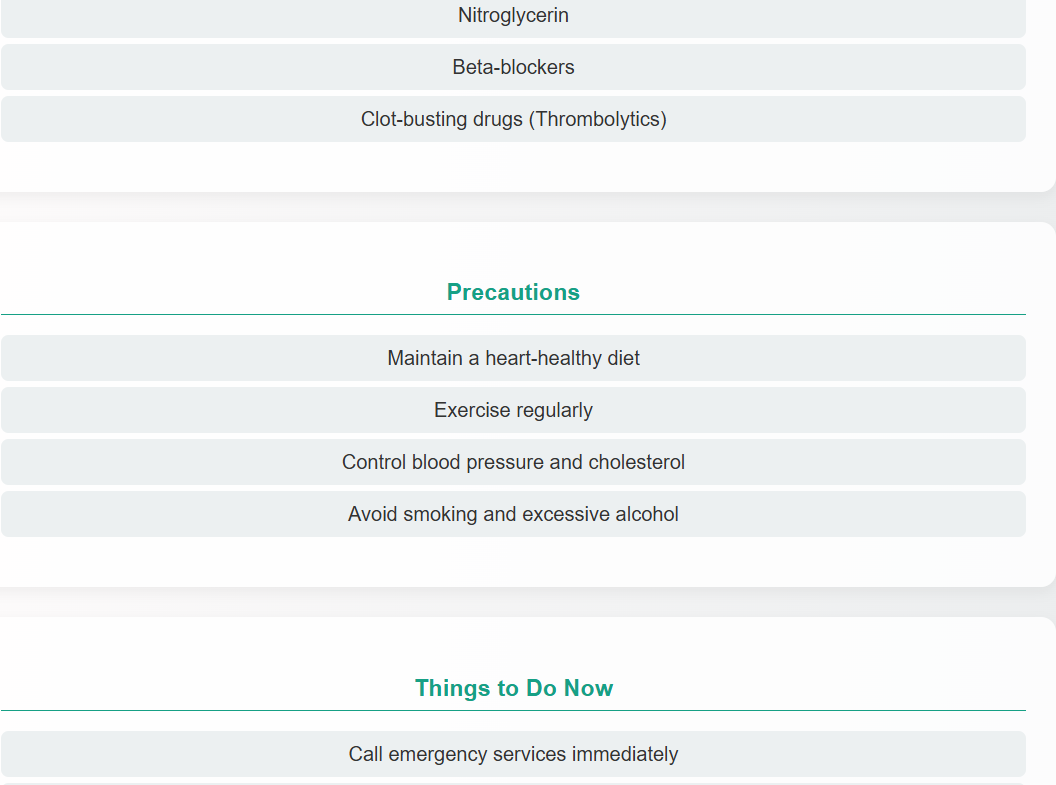 Nitroglycerin
Beta-blockers
Clot-busting drugs (Thrombolytics)
Precautions
Maintain a heart-healthy diet
Exercise regularly
Control blood pressure and cholesterol
Avoid smoking and excessive alcohol
Things to Do Now
Call emergency services immediately